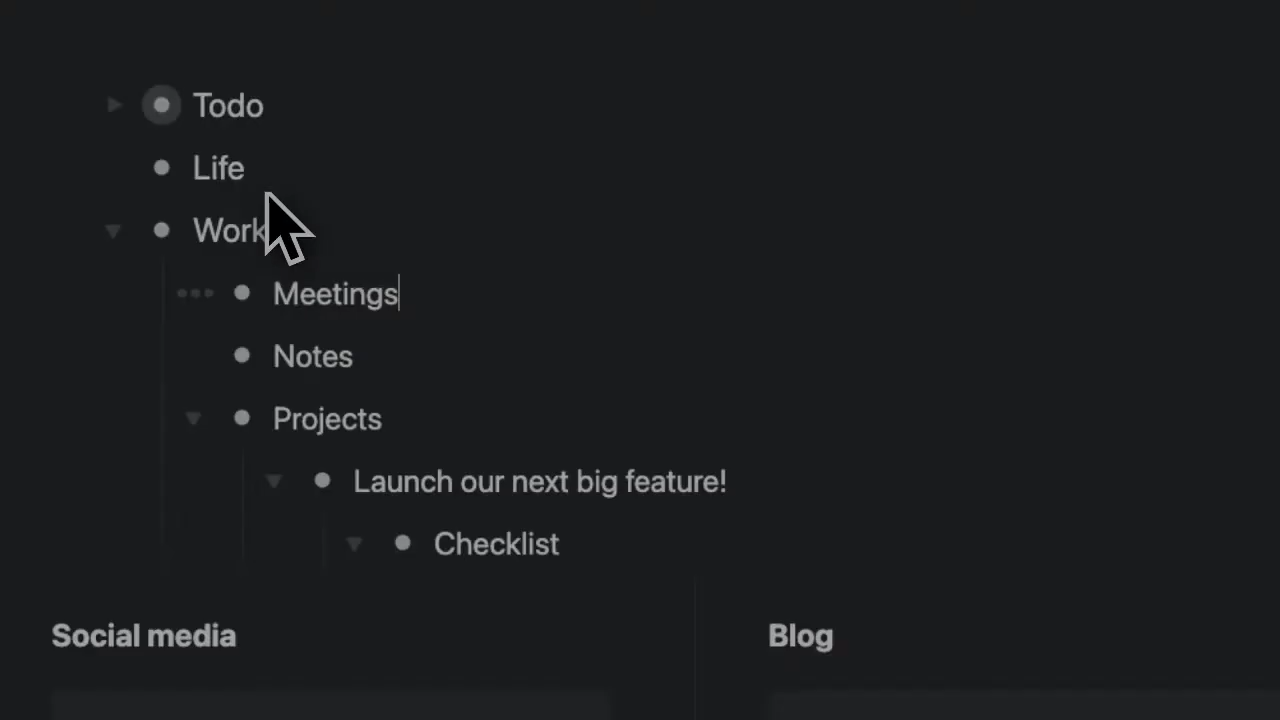 Todo
Life
Work
Meetings
Notes
Projects
Launch our next big feature!
Checklist
Social media
Blog